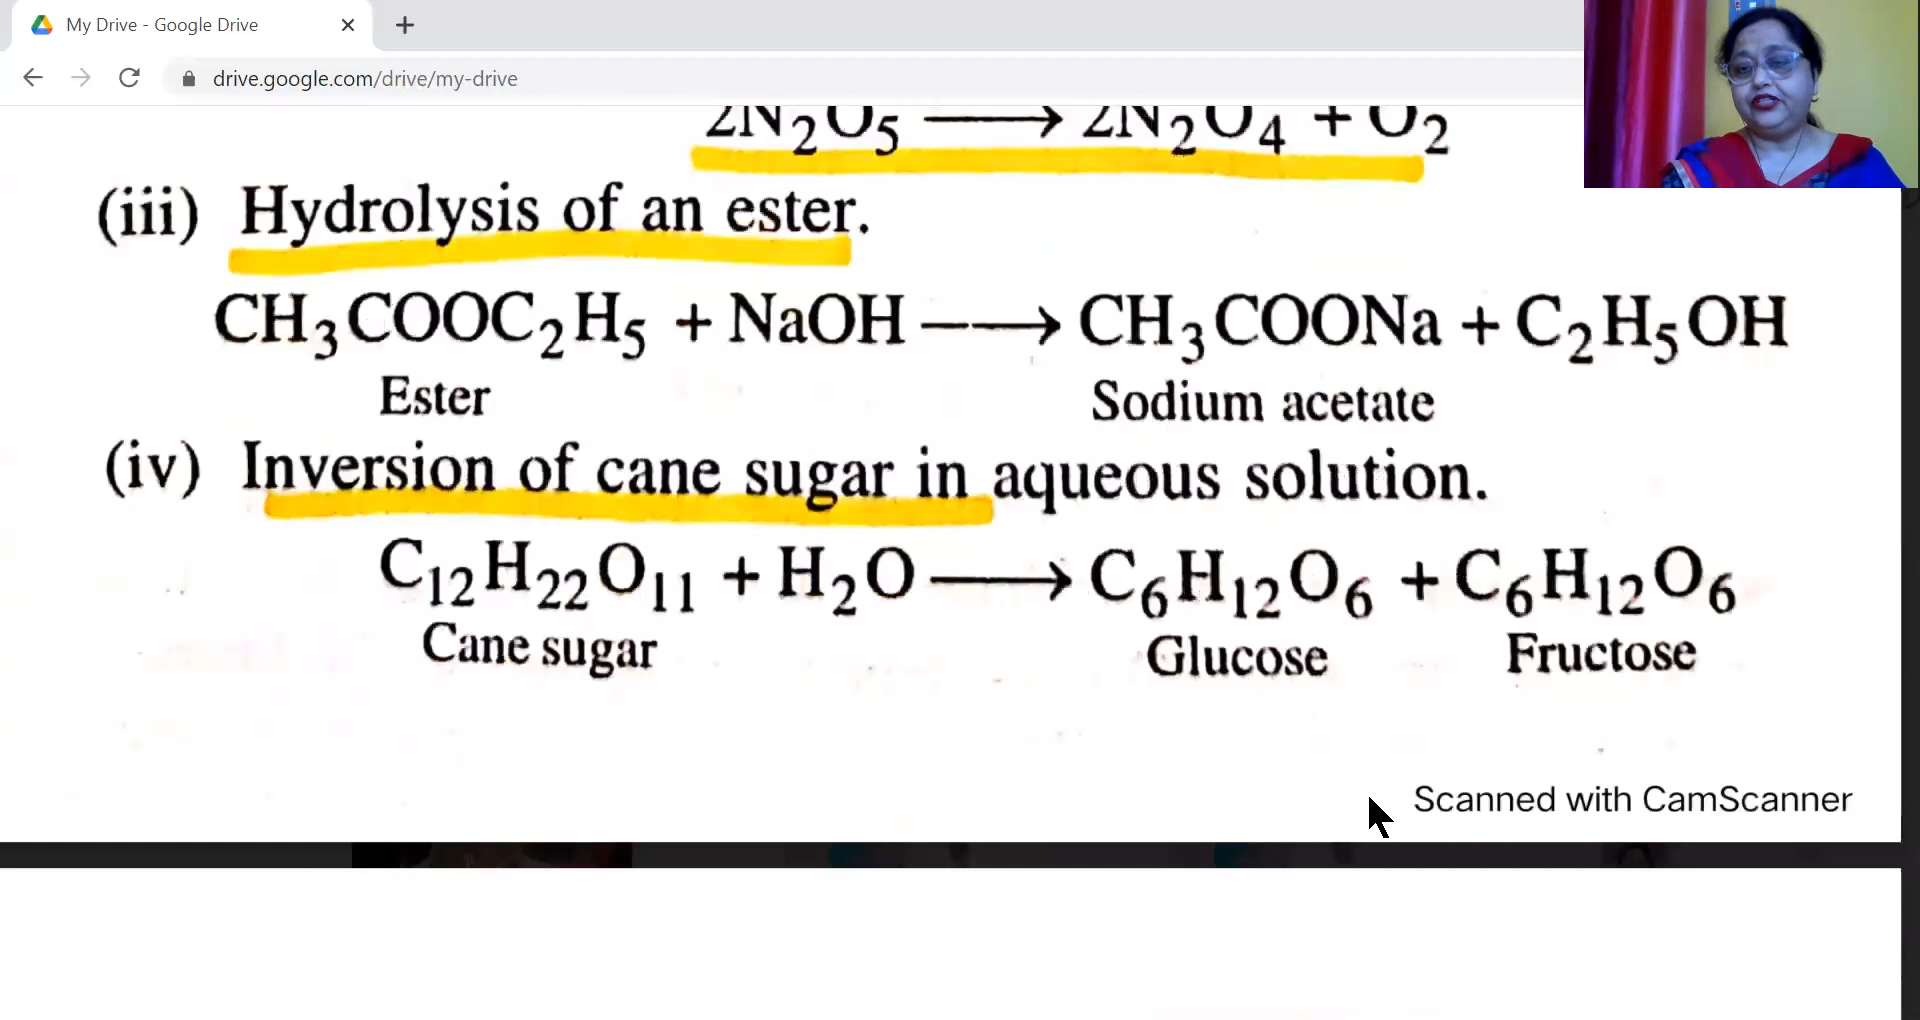 My Drive - Google Drive
drive.google.com/drive/my-drive
2N₂O₅ ⟶ 2N₂O₄ + O₂
(iii) Hydrolysis of an ester.
CH₃COOC₂H₅ + NaOH ⟶ CH₃COONa + C₂H₅OH
Ester Sodium acetate
(iv) Inversion of cane sugar in aqueous solution.
C₁₂H₂₂O₁₁ + H₂O ⟶ C₆H₁₂O₆ + C₆H₁₂O₆
Cane sugar Glucose Fructose
Scanned with CamScanner